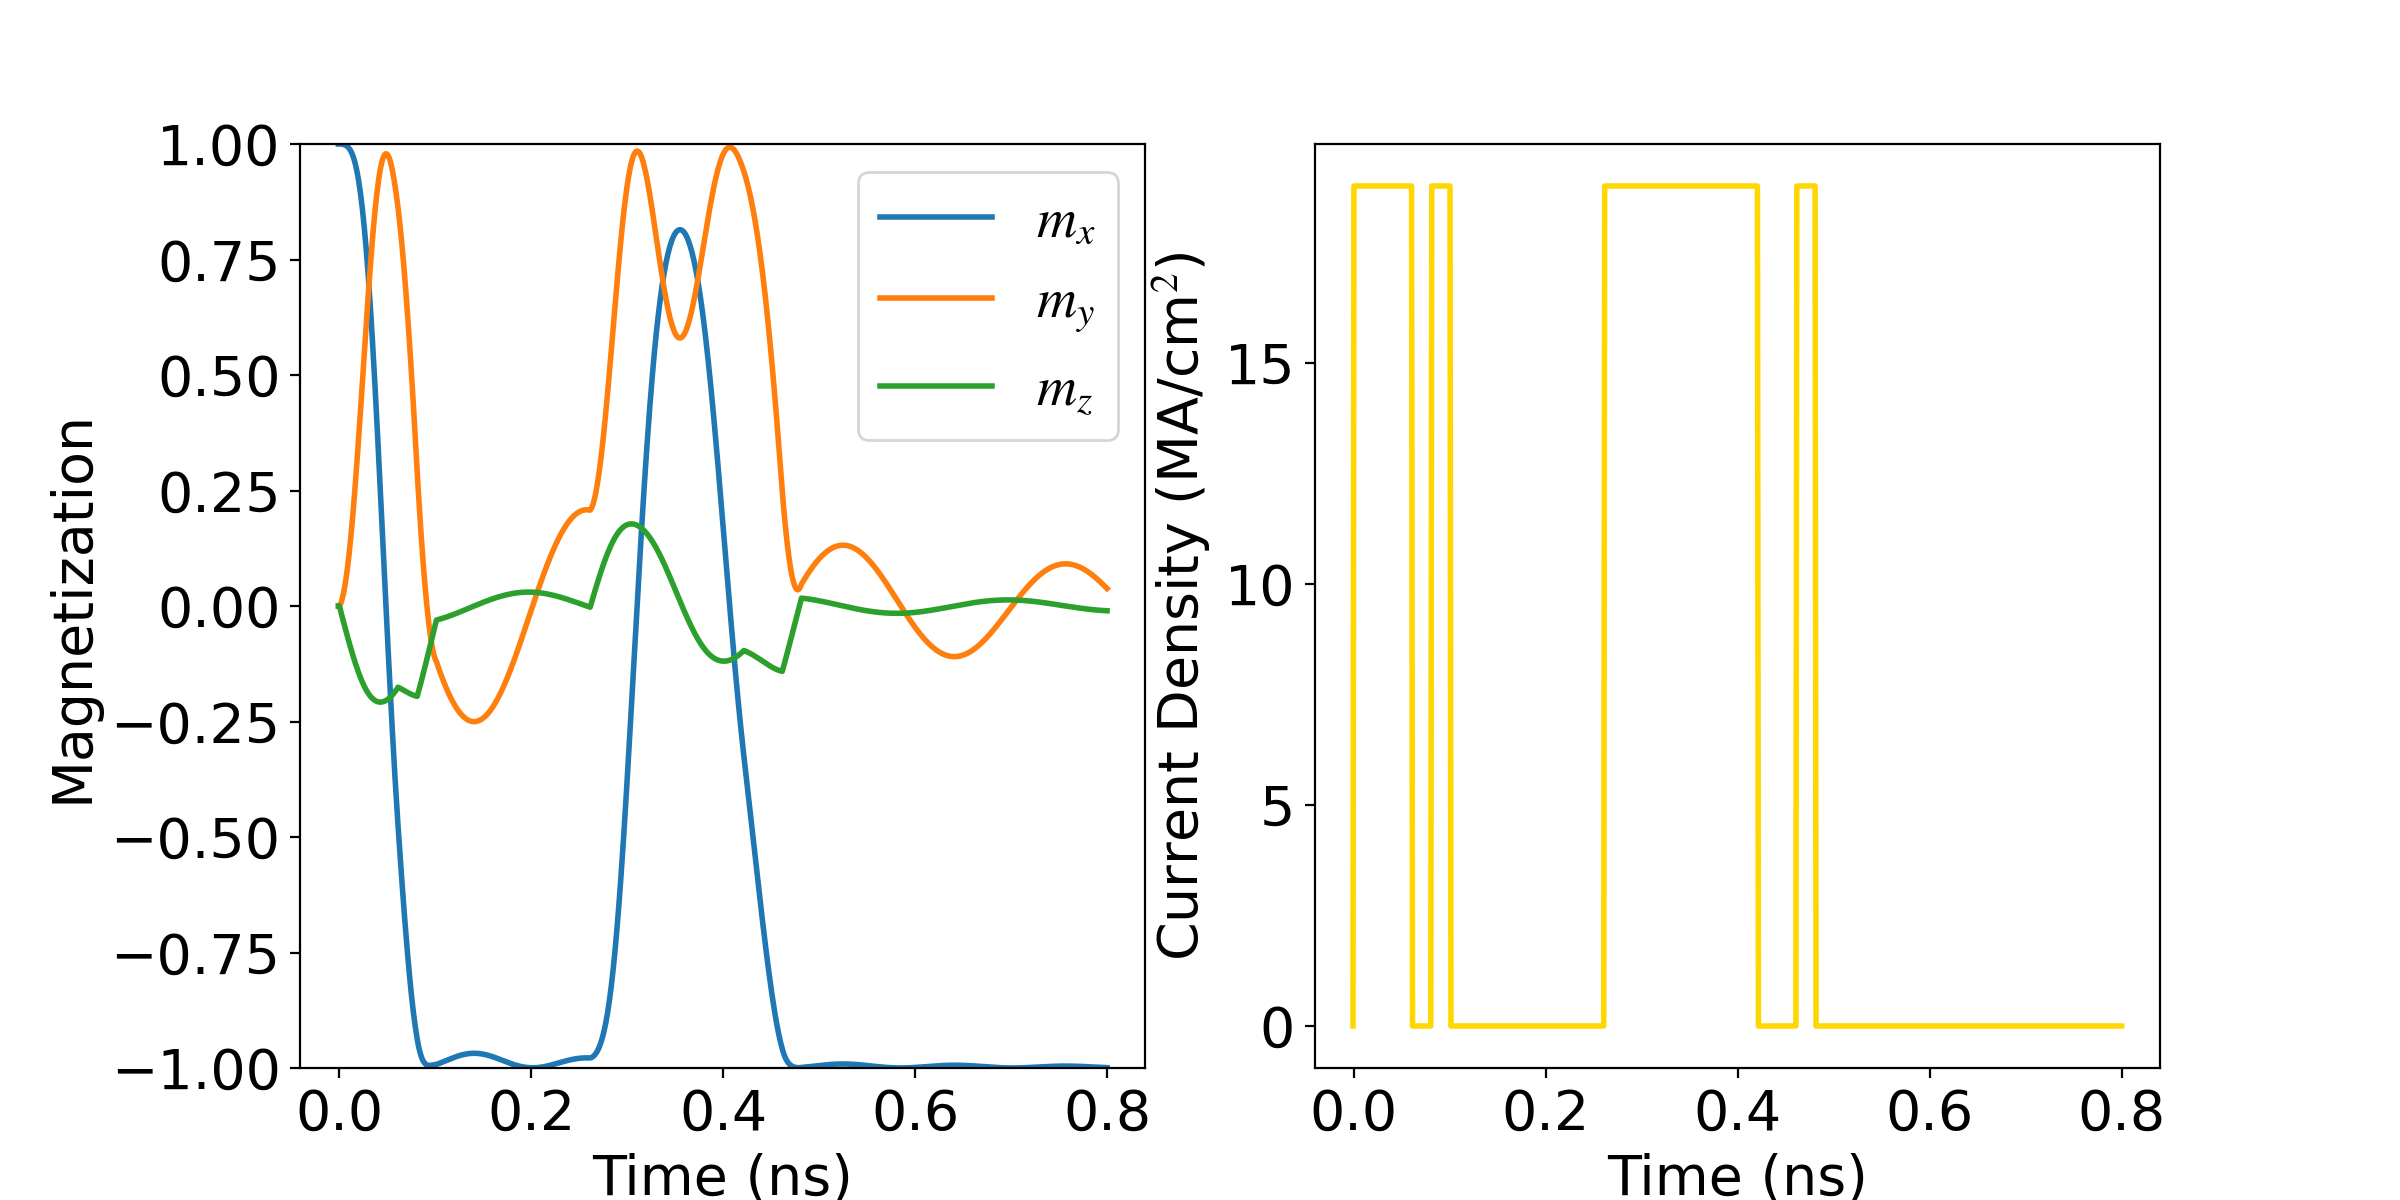 Magnetization
1.00
0.75
0.50
0.25
0.00
−0.25
−0.50
−0.75
−1.00
0.0 0.2 0.4 0.6 0.8
Time (ns)
m_x
m_y
m_z
Current Density (MA/cm²)
15
10
5
0
0.0 0.2 0.4 0.6 0.8
Time (ns)